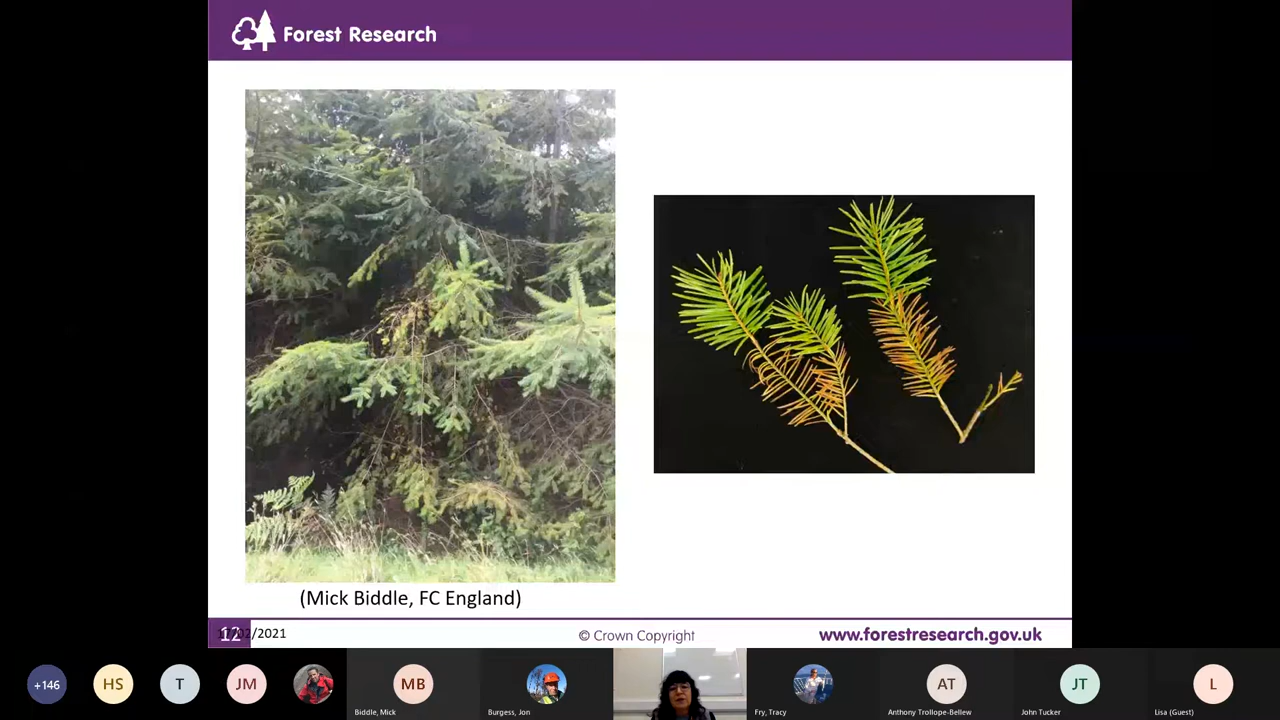 Forest Research
(Mick Biddle, FC England)
12
/2021
© Crown Copyright
www.forestresearch.gov.uk
+146
HS
T
JM
MB
AT
JT
L
Biddle, Mick
Burgess, Jon
Fry, Tracy
Anthony Trollope-Bellew
John Tucker
Lisa (Guest)